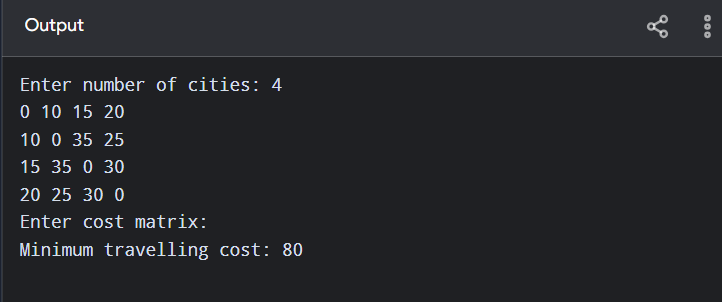 Output
Enter number of cities: 4
0 10 15 20
10 0 35 25
15 35 0 30
20 25 30 0
Enter cost matrix:
Minimum travelling cost: 80